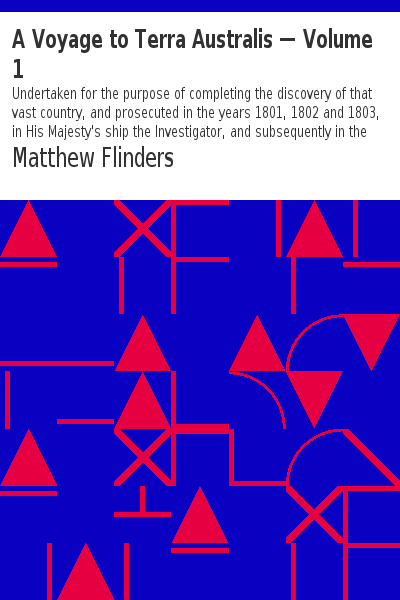 A Voyage to Terra Australis — Volume
1
Undertaken for the purpose of completing the discovery of that
vast country, and prosecuted in the years 1801, 1802 and 1803,
in His Majesty's ship the Investigator, and subsequently in the
Matthew Flinders